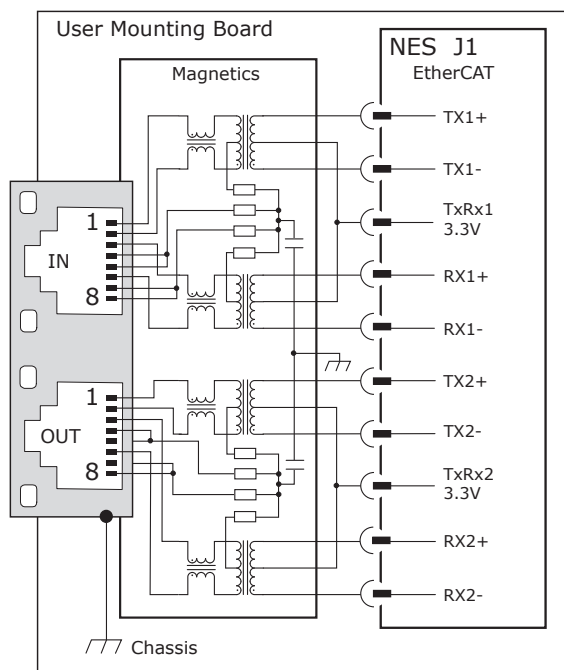 User Mounting Board
NES J1
EtherCAT
Magnetics
TX1+
TX1-
TxRx1
3.3V
RX1+
RX1-
TX2+
TX2-
TxRx2
3.3V
RX2+
RX2-
1
IN
8
1
OUT
8
Chassis